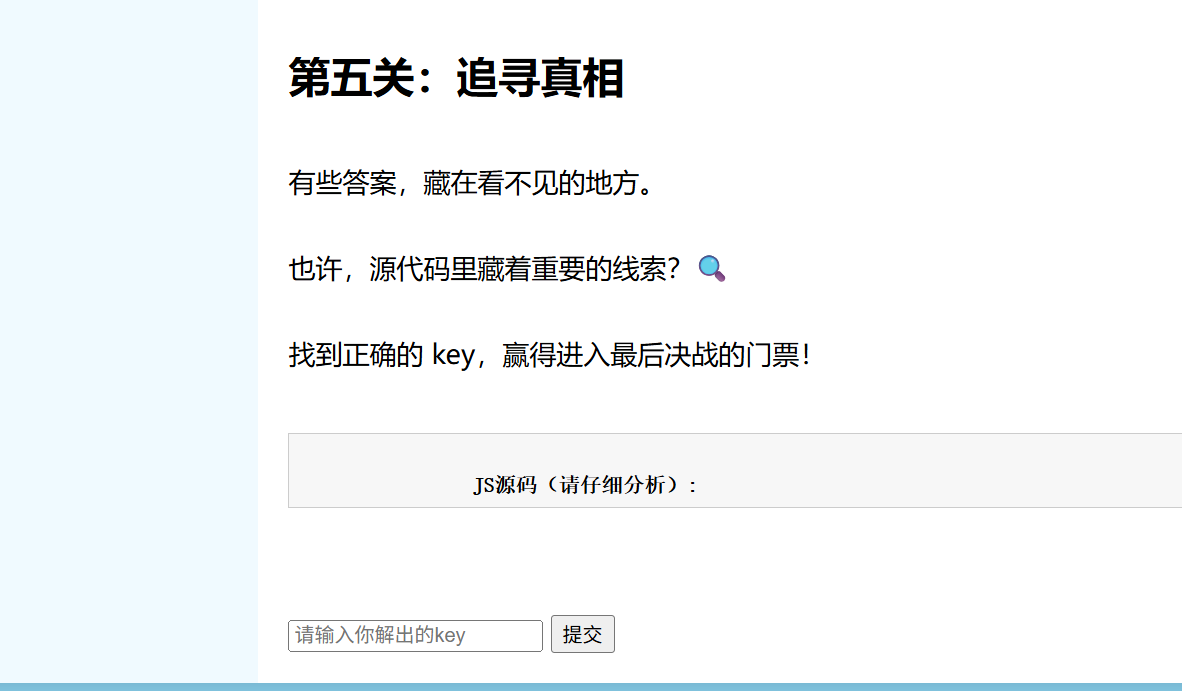 第五关：追寻真相
有些答案，藏在看不见的地方。
也许，源代码里藏着重要的线索？ 🔍
找到正确的 key，赢得进入最后决战的门票！
JS源码（请仔细分析）：
请输入你解出的key 提交